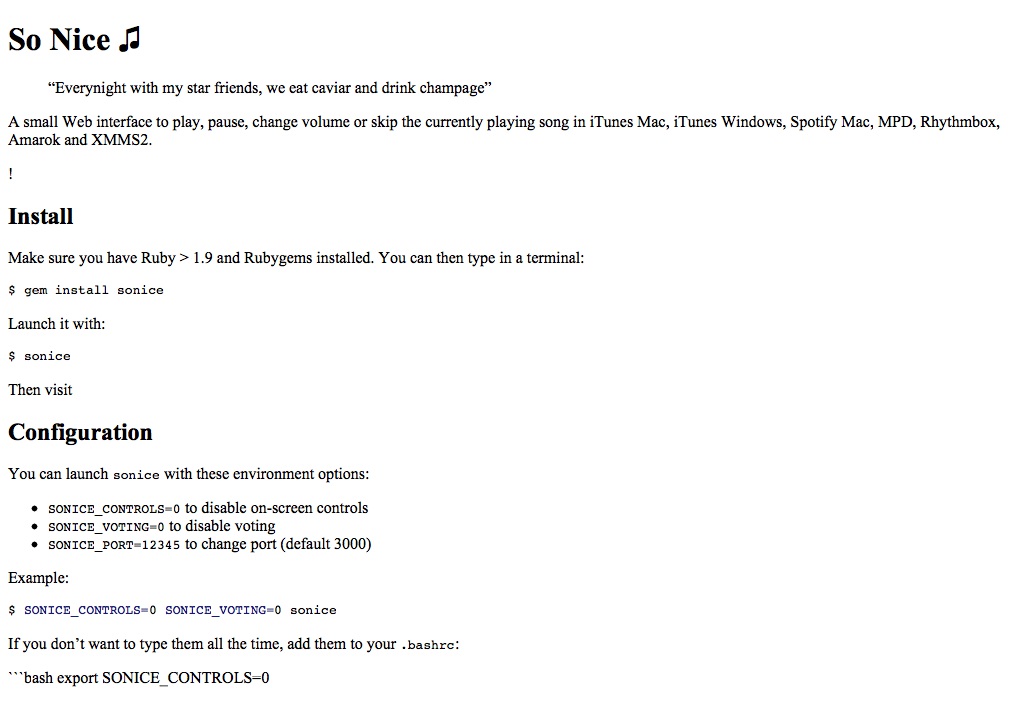 So Nice ♫
“Everynight with my star friends, we eat caviar and drink champage”
A small Web interface to play, pause, change volume or skip the currently playing song in iTunes Mac, iTunes Windows, Spotify Mac, MPD, Rhythmbox,
Amarok and XMMS2.
!
Install
Make sure you have Ruby > 1.9 and Rubygems installed. You can then type in a terminal:
$ gem install sonice
Launch it with:
$ sonice
Then visit
Configuration
You can launch sonice with these environment options:
• SONICE_CONTROLS=0 to disable on-screen controls
• SONICE_VOTING=0 to disable voting
• SONICE_PORT=12345 to change port (default 3000)
Example:
$ SONICE_CONTROLS=0 SONICE_VOTING=0 sonice
If you don’t want to type them all the time, add them to your .bashrc:
```bash export SONICE_CONTROLS=0